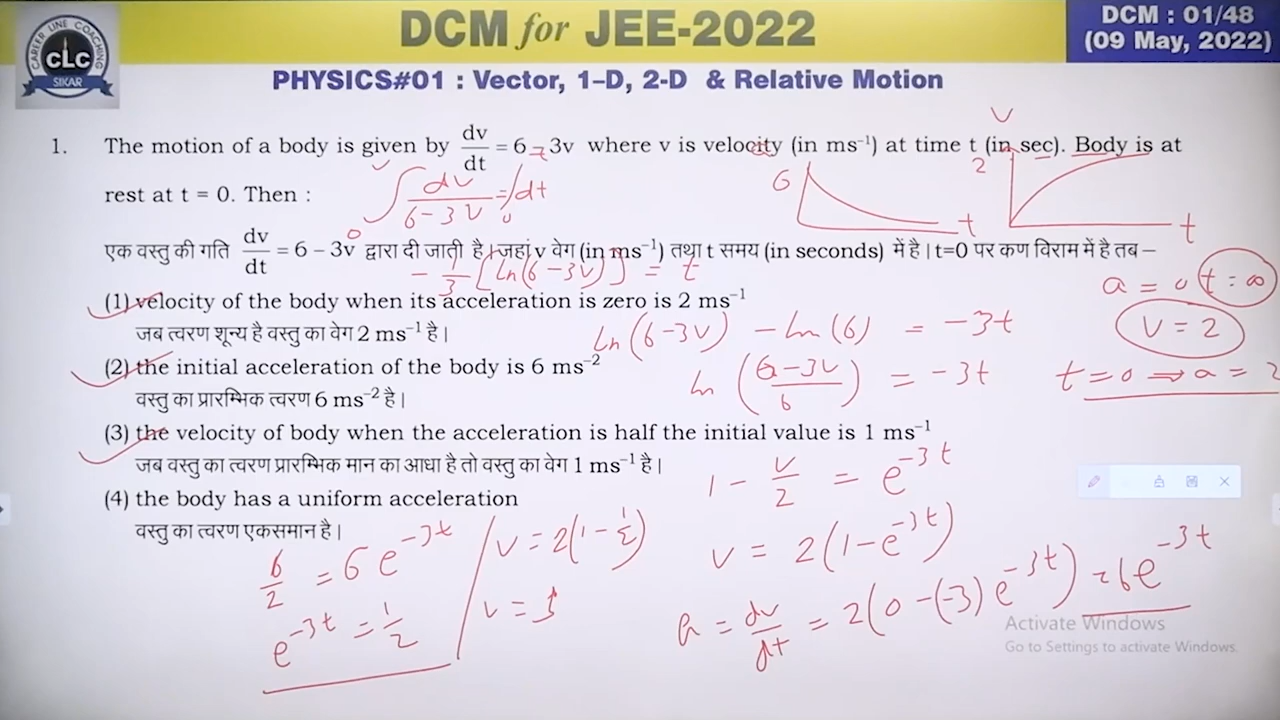 CAREER LINE COACHING
CLC
SIKAR
DCM for JEE-2022
DCM : 01/48
(09 May, 2022)
PHYSICS#01 : Vector, 1–D, 2-D & Relative Motion
1. The motion of a body is given by dv/dt = 6 – 3v where v is velocity (in ms⁻¹) at time t (in sec). Body is at
rest at t = 0. Then :
∫ dv/(6-3V) = ∫ dt
0 0
6
t
V
2
t
एक वस्तु की गति dv/dt = 6 – 3v द्वारा दी जाती है। जहां v वेग (in ms⁻¹) तथा t समय (in seconds) में है। t=0 पर कण विराम में है तब –
- 1/3 [ln(6-3V)] = t
a = 0 t = ∞
(1) velocity of the body when its acceleration is zero is 2 ms⁻¹
जब त्वरण शून्य है वस्तु का वेग 2 ms⁻¹ है।
ln(6-3V) - ln(6) = -3t
V = 2
(2) the initial acceleration of the body is 6 ms⁻²
वस्तु का प्रारम्भिक त्वरण 6 ms⁻² है।
ln((6-3V)/6) = -3t
t=0 ⇒ a =
(3) the velocity of body when the acceleration is half the initial value is 1 ms⁻¹
जब वस्तु का त्वरण प्रारम्भिक मान का आधा है तो वस्तु का वेग 1 ms⁻¹ है।
1 - V/2 = e^-3t
(4) the body has a uniform acceleration
वस्तु का त्वरण एकसमान है।
6/2 = 6e^-3t
V = 2(1-1/2)
V = 2(1-e^-3t)
e^-3t = 1/2
V =
a = dv/dt = 2(0-(-3)e^-3t) = 6e^-3t
Activate Windows
Go to Settings to activate Windows.